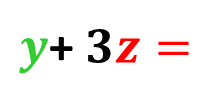 y+ 3z =